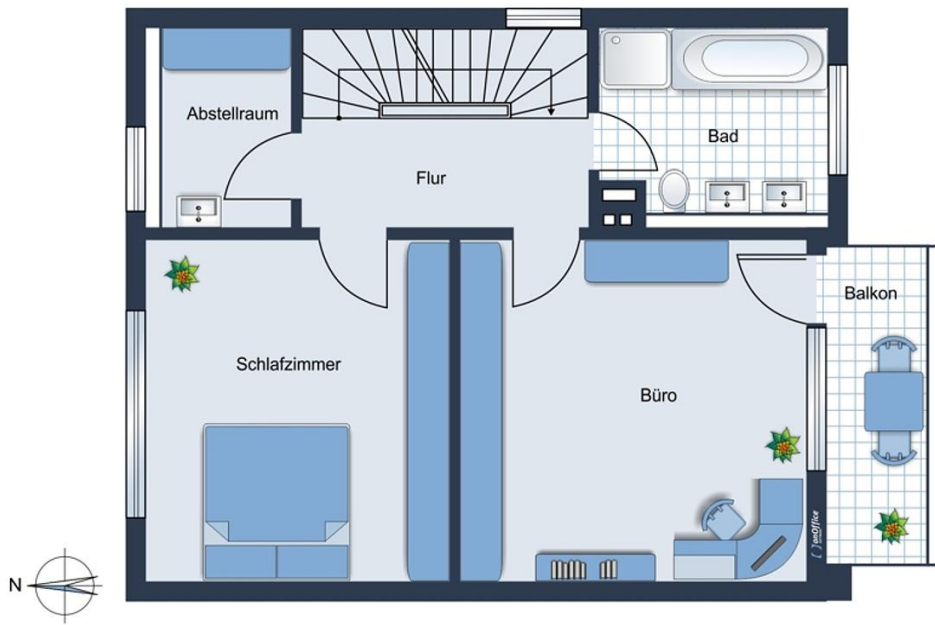 Abstellraum
Bad
Flur
Balkon
Schlafzimmer
Büro
onOffice
N